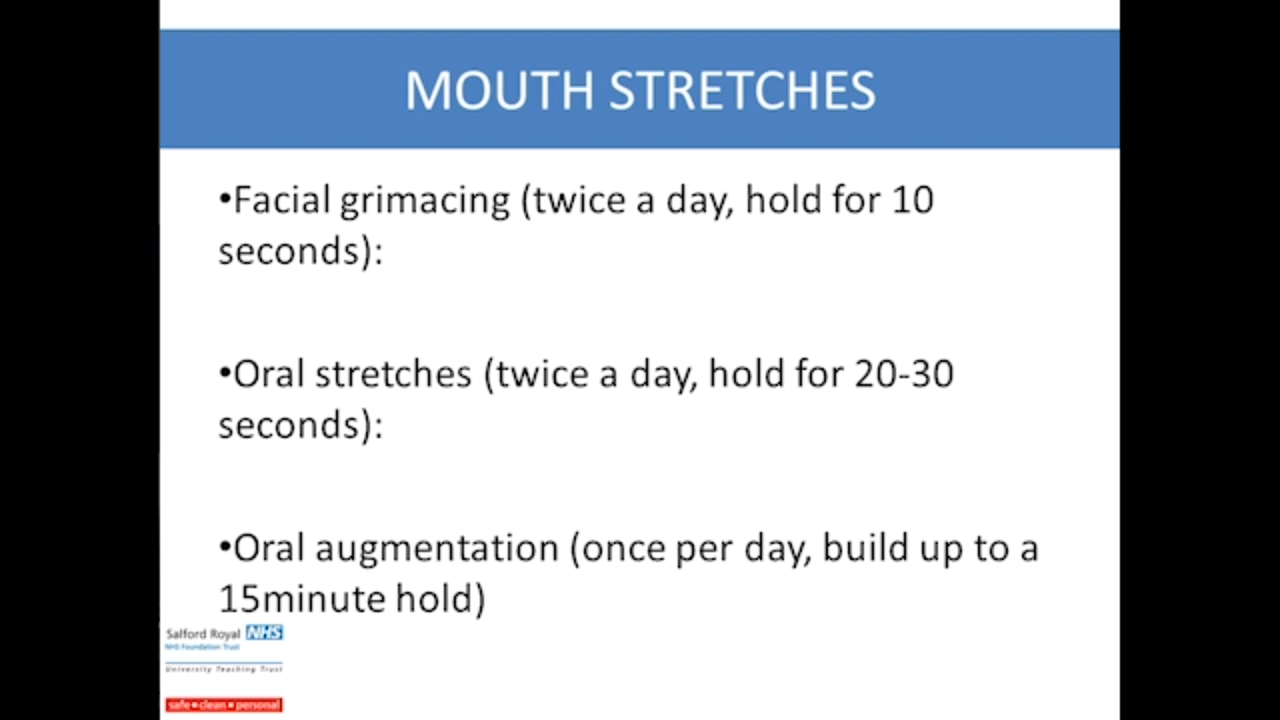 MOUTH STRETCHES
•Facial grimacing (twice a day, hold for 10
seconds):
•Oral stretches (twice a day, hold for 20-30
seconds):
•Oral augmentation (once per day, build up to a
15minute hold)
Salford Royal NHS
NHS Foundation Trust
University Teaching Trust
safe•clean•personal